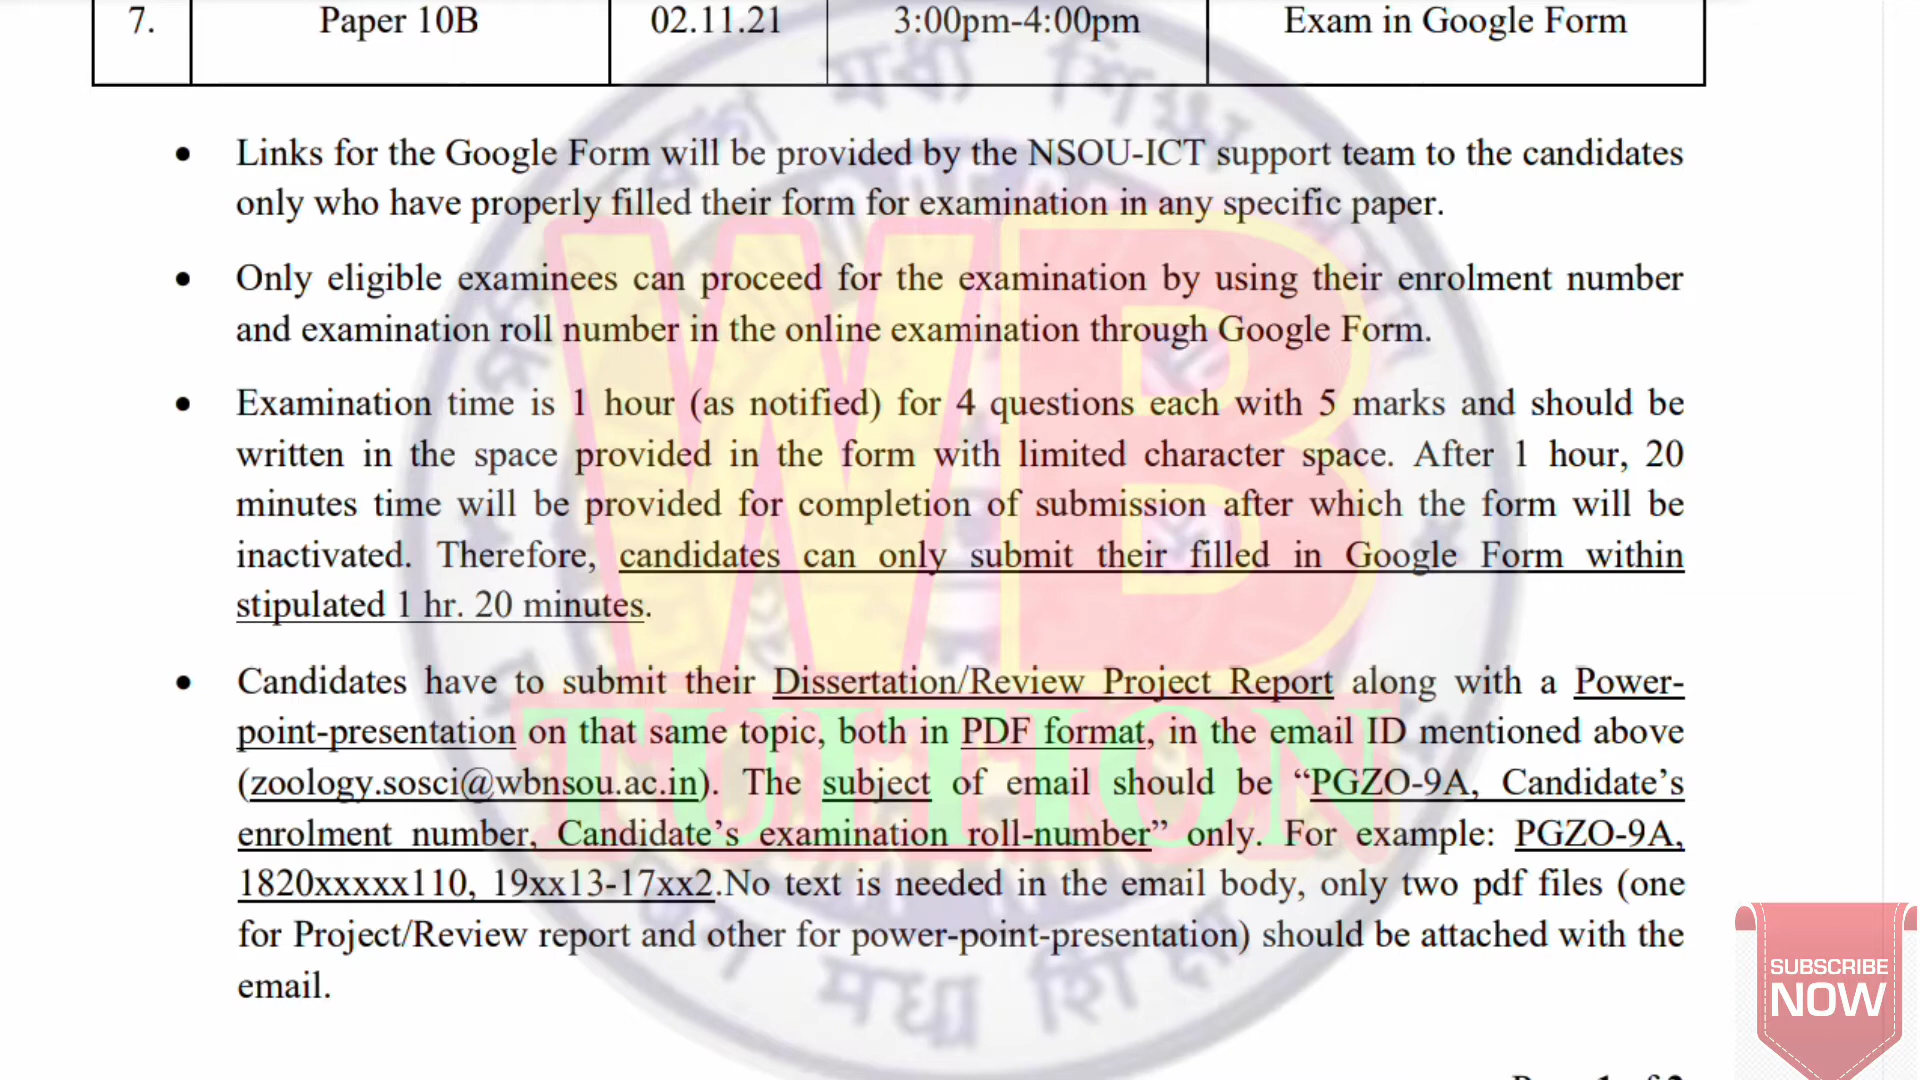 7. Paper 10B 02.11.21 3:00pm-4:00pm Exam in Google Form
• Links for the Google Form will be provided by the NSOU-ICT support team to the candidates
only who have properly filled their form for examination in any specific paper.
• Only eligible examinees can proceed for the examination by using their enrolment number
and examination roll number in the online examination through Google Form.
• Examination time is 1 hour (as notified) for 4 questions each with 5 marks and should be
written in the space provided in the form with limited character space. After 1 hour, 20
minutes time will be provided for completion of submission after which the form will be
inactivated. Therefore, candidates can only submit their filled in Google Form within
stipulated 1 hr. 20 minutes.
• Candidates have to submit their Dissertation/Review Project Report along with a Power-
point-presentation on that same topic, both in PDF format, in the email ID mentioned above
(zoology.sosci@wbnsou.ac.in). The subject of email should be “PGZO-9A, Candidate’s
enrolment number, Candidate’s examination roll-number” only. For example: PGZO-9A,
1820xxxxx110, 19xx13-17xx2.No text is needed in the email body, only two pdf files (one
for Project/Review report and other for power-point-presentation) should be attached with the
email.
WB
TUITION
SUBSCRIBE
NOW